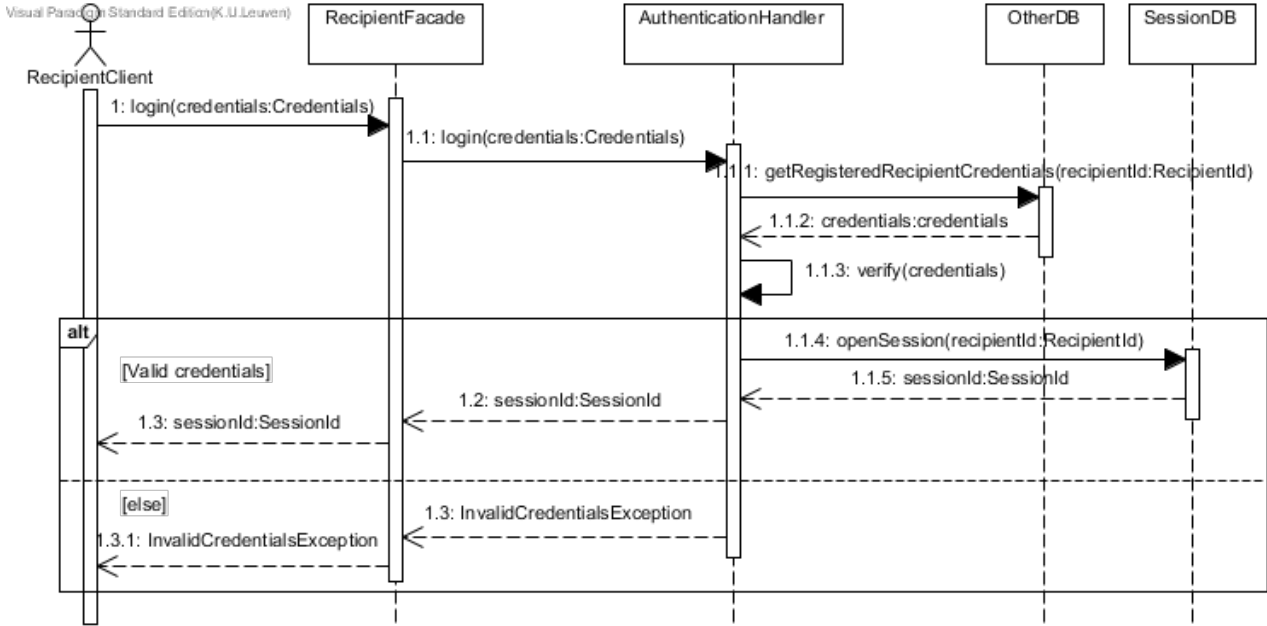 Visual Paradigm Standard Edition(K.U.Leuven)
RecipientFacade
AuthenticationHandler
OtherDB
SessionDB
RecipientClient
1: login(credentials:Credentials)
1.1: login(credentials:Credentials)
1.1.1: getRegisteredRecipientCredentials(recipientId:RecipientId)
1.1.2: credentials:credentials
1.1.3: verify(credentials)
alt
1.1.4: openSession(recipientId:RecipientId)
[Valid credentials]
1.1.5: sessionId:SessionId
1.2: sessionId:SessionId
1.3: sessionId:SessionId
[else]
1.3: InvalidCredentialsException
1.3.1: InvalidCredentialsException